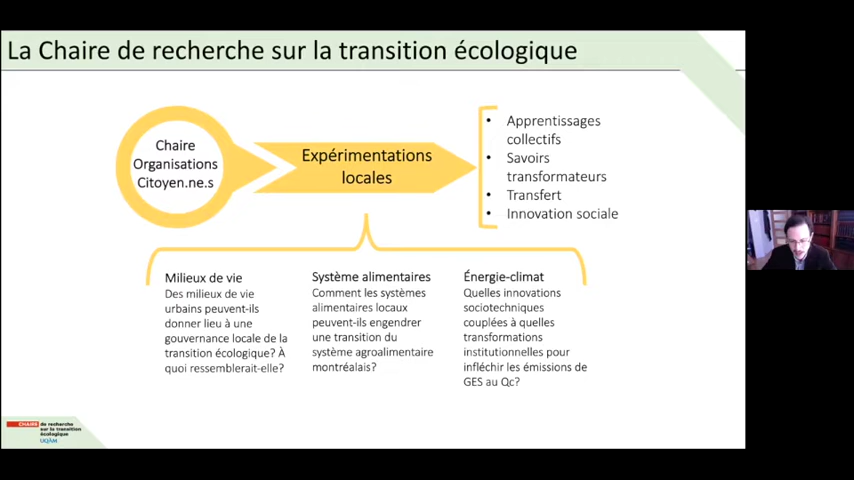 La Chaire de recherche sur la transition écologique
Chaire
Organisations
Citoyen.ne.s
Expérimentations
locales
• Apprentissages
collectifs
• Savoirs
transformateurs
• Transfert
• Innovation sociale
Milieux de vie
Des milieux de vie
urbains peuvent-ils
donner lieu à une
gouvernance locale de la
transition écologique? À
quoi ressemblerait-elle?
Système alimentaires
Comment les systèmes
alimentaires locaux
peuvent-ils engendrer
une transition du
système agroalimentaire
montréalais?
Énergie-climat
Quelles innovations
sociotechniques
couplées à quelles
transformations
institutionnelles pour
infléchir les émissions de
GES au Qc?
CHAIRE de recherche
sur la transition
écologique
UQÀM